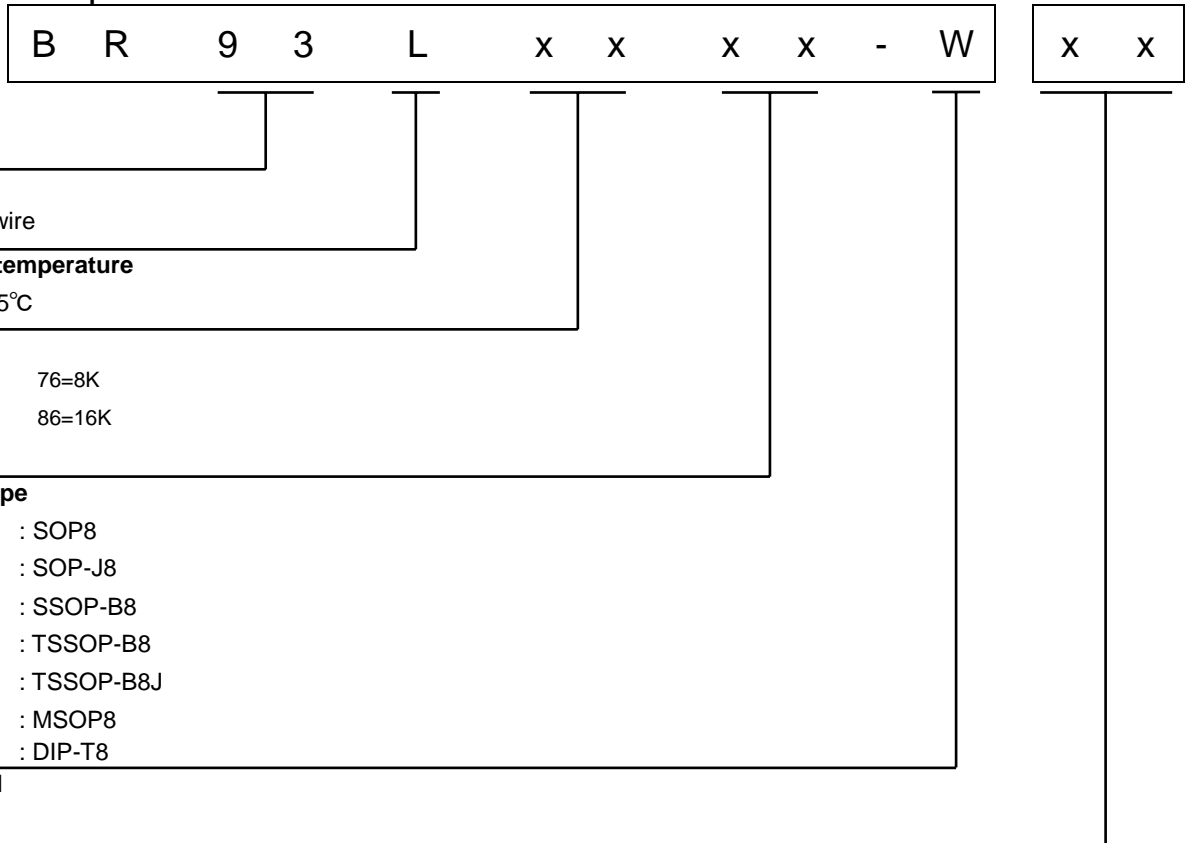 B R 9 3 L x x x x - W x x
wire
temperature
5℃
76=8K
86=16K
pe
: SOP8
: SOP-J8
: SSOP-B8
: TSSOP-B8
: TSSOP-B8J
: MSOP8
: DIP-T8